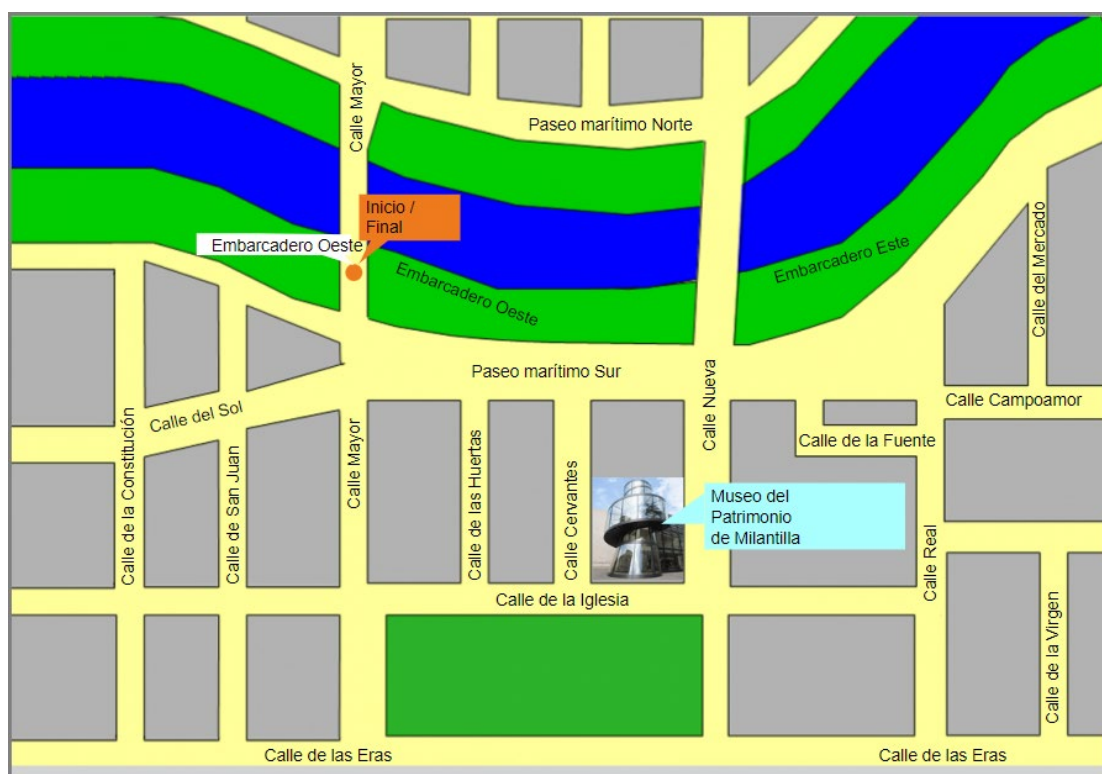 Calle Mayor
Paseo marítimo Norte
Inicio /
Final
Embarcadero Oeste
Embarcadero Oeste
Embarcadero Este
Calle del Mercado
Paseo marítimo Sur
Calle Nueva
Calle Campoamor
Calle del Sol
Calle de la Constitución
Calle de San Juan
Calle Mayor
Calle de las Huertas
Calle Cervantes
Calle de la Fuente
Museo del
Patrimonio
de Milantilla
Calle Real
Calle de la Iglesia
Calle de la Virgen
Calle de las Eras
Calle de las Eras